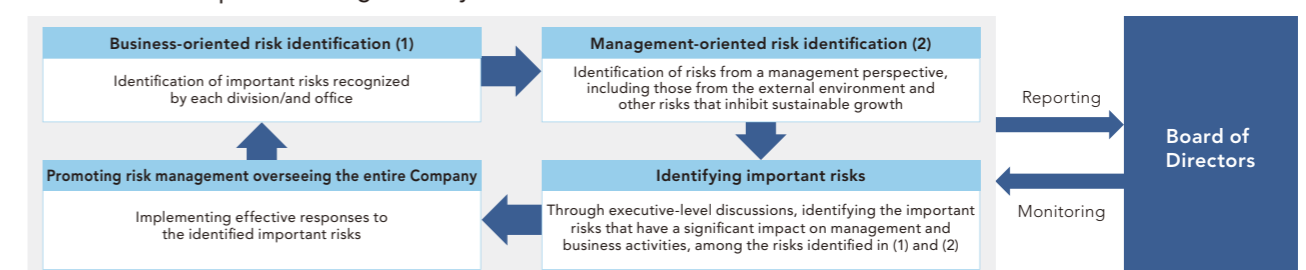 Business-oriented risk identification (1)
Identification of important risks recognized
by each division/and office
Management-oriented risk identification (2)
Identification of risks from a management perspective,
including those from the external environment and
other risks that inhibit sustainable growth
Promoting risk management overseeing the entire Company
Implementing effective responses to
the identified important risks
Identifying important risks
Through executive-level discussions, identifying the important
risks that have a significant impact on management and
business activities, among the risks identified in (1) and (2)
Reporting
Monitoring
Board of
Directors